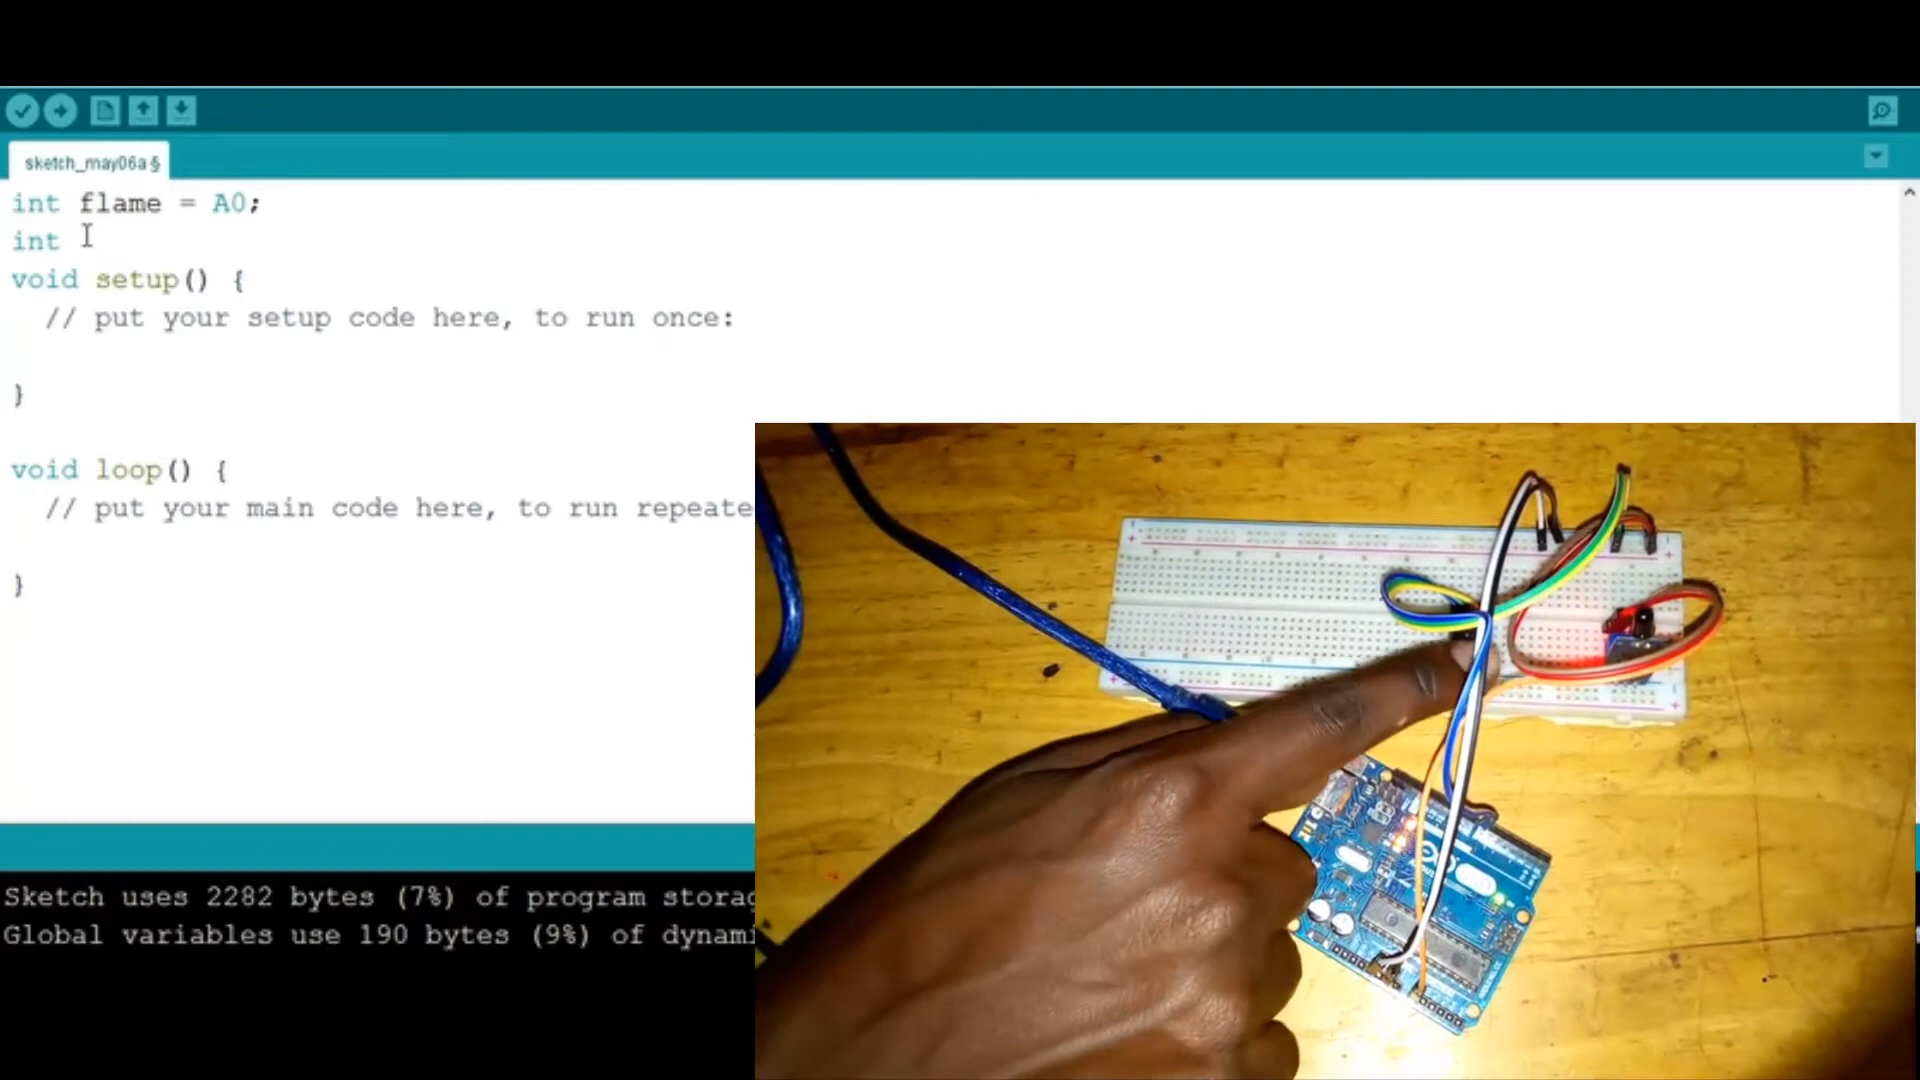 sketch_may06a §
int flame = A0;
int
void setup() {
// put your setup code here, to run once:
}
void loop() {
// put your main code here, to run repeate
}
Sketch uses 2282 bytes (7%) of program storag
Global variables use 190 bytes (9%) of dynami